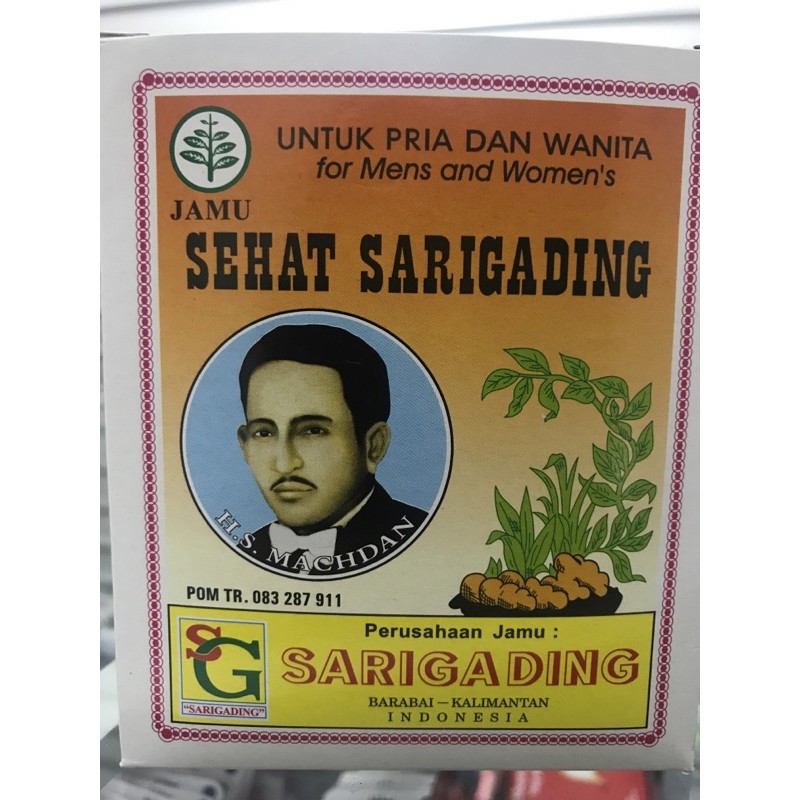 UNTUK PRIA DAN WANITA
for Mens and Women's
JAMU
SEHAT SARIGADING
H.S. MACHDAN
POM TR. 083 287 911
SG
"SARIGADING"
Perusahaan Jamu :
SARIGADING
BARABAI – KALIMANTAN
INDONESIA